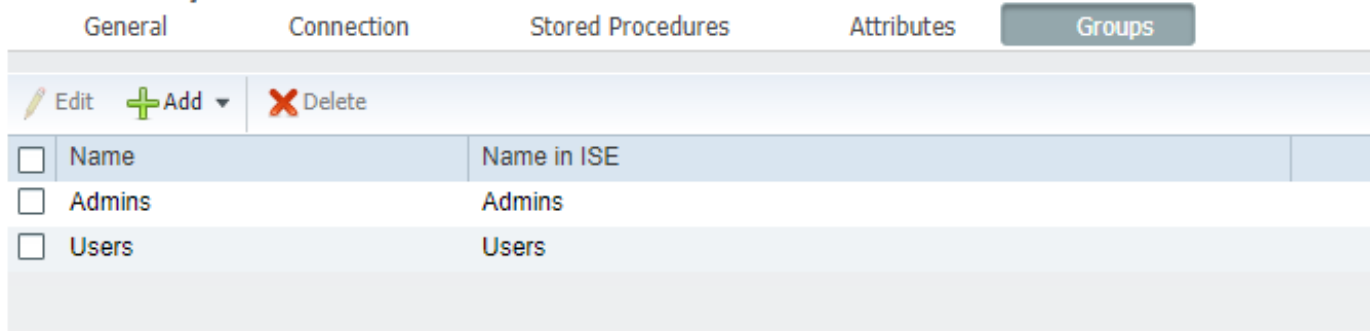 General Connection Stored Procedures Attributes Groups
Edit Add Delete
Name Name in ISE
Admins Admins
Users Users